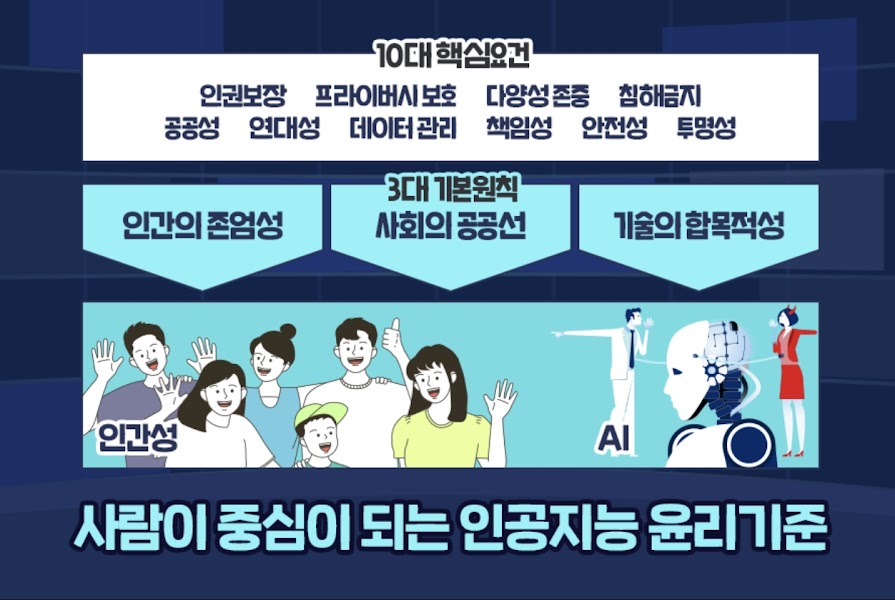 10대 핵심요건
인권보장 프라이버시 보호 다양성 존중 침해금지
공공성 연대성 데이터 관리 책임성 안전성 투명성
3대 기본원칙
인간의 존엄성 사회의 공공선 기술의 합목적성
인간성 AI
사람이 중심이 되는 인공지능 윤리기준